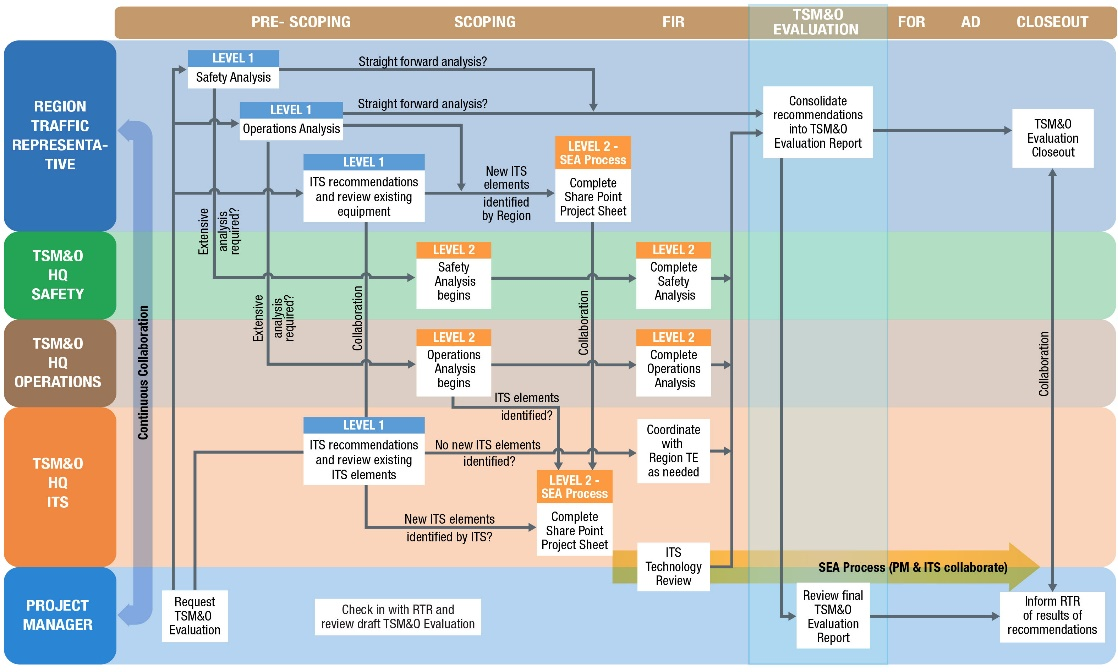 PRE- SCOPING
SCOPING
FIR
TSM&O
EVALUATION
FOR
AD
CLOSEOUT
REGION
TRAFFIC
REPRESENTA-
TIVE
LEVEL 1
Safety Analysis
Straight forward analysis?
LEVEL 1
Operations Analysis
Straight forward analysis?
LEVEL 1
ITS recommendations
and review existing
equipment
New ITS
elements
identified
by Region
LEVEL 2 -
SEA Process
Complete
Share Point
Project Sheet
Consolidate
recommendations
into TSM&O
Evaluation Report
TSM&O
Evaluation
Closeout
Extensive
analysis
required?
TSM&O
HQ
SAFETY
LEVEL 2
Safety
Analysis
begins
LEVEL 2
Complete
Safety
Analysis
Extensive
analysis
required?
Collaboration
Collaboration
Collaboration
Continuous Collaboration
TSM&O
HQ
OPERATIONS
LEVEL 2
Operations
Analysis
begins
LEVEL 2
Complete
Operations
Analysis
ITS elements
identified?
TSM&O
HQ
ITS
LEVEL 1
ITS recommendations
and review existing
ITS elements
No new ITS elements
identified?
Coordinate
with
Region TE
as needed
LEVEL 2 -
SEA Process
Complete
Share Point
Project Sheet
New ITS elements
identified by ITS?
ITS
Technology
Review
SEA Process (PM & ITS collaborate)
PROJECT
MANAGER
Request
TSM&O
Evaluation
Check in with RTR and
review draft TSM&O Evaluation
Review final
TSM&O
Evaluation
Report
Inform RTR
of results of
recommendations